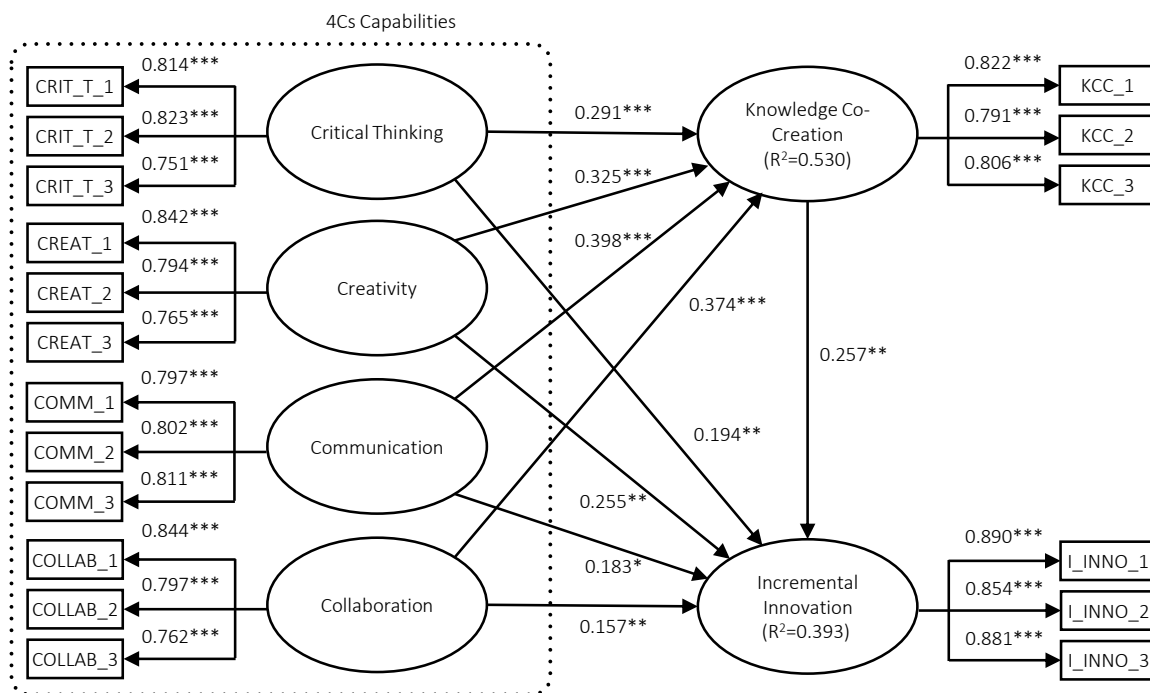 4Cs Capabilities
0.814***
CRIT_T_1
0.823***
CRIT_T_2
0.751***
CRIT_T_3
Critical Thinking
0.842***
CREAT_1
0.794***
CREAT_2
0.765***
CREAT_3
Creativity
0.797***
COMM_1
0.802***
COMM_2
0.811***
COMM_3
Communication
0.844***
COLLAB_1
0.797***
COLLAB_2
0.762***
COLLAB_3
Collaboration
0.291***
0.325***
0.398***
0.374***
0.257**
0.194**
0.255**
0.183*
0.157**
Knowledge Co-
Creation
(R²=0.530)
0.822***
KCC_1
0.791***
KCC_2
0.806***
KCC_3
Incremental
Innovation
(R²=0.393)
0.890***
I_INNO_1
0.854***
I_INNO_2
0.881***
I_INNO_3